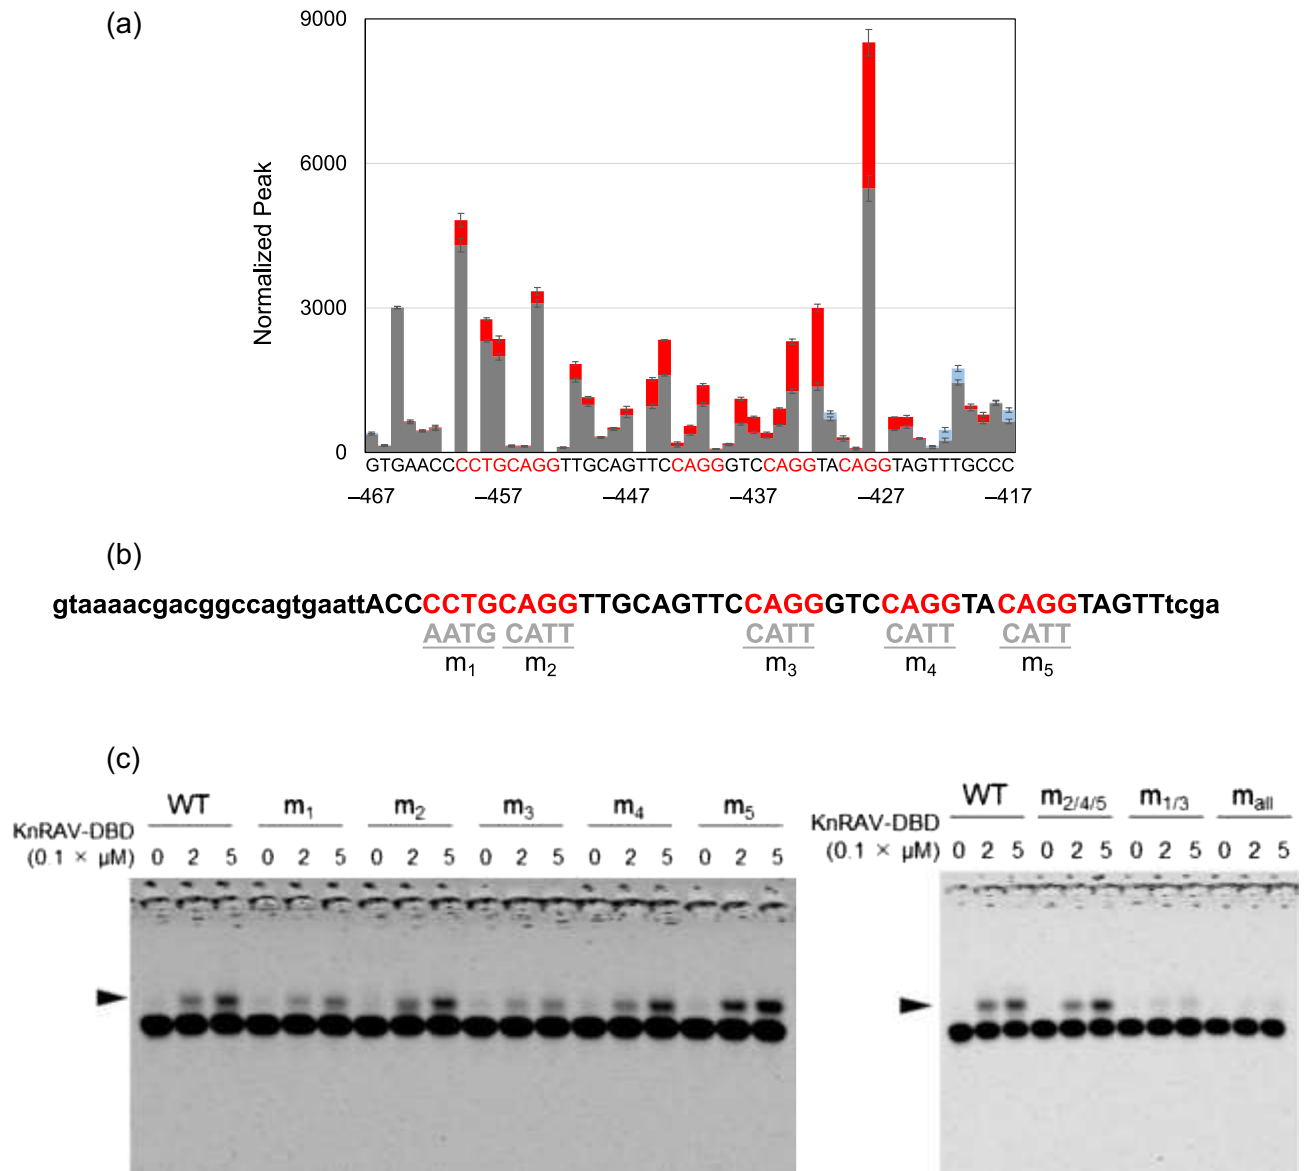 (a)
9000
6000
3000
0
Normalized Peak
GTGAACCCCCTGCAGGTTGCAGTTCCAGGGTCCAGGTACAGGTAGTTTGCCC
–467 –457 –447 –437 –427 –417
(b)
gtaaaacgacggccagtgaattACCCCTGCAGGTTGCAGTTCCAGGGTCCAGGTACAGGTAGTTtcga
AATG CATT CATT CATT CATT
m1 m2 m3 m4 m5
(c)
WT m1 m2 m3 m4 m5
KnRAV-DBD
(0.1 × μM) 0 2 5 0 2 5 0 2 5 0 2 5 0 2 5 0 2 5
WT m2/4/5 m1/3 mall
KnRAV-DBD
(0.1 × μM) 0 2 5 0 2 5 0 2 5 0 2 5